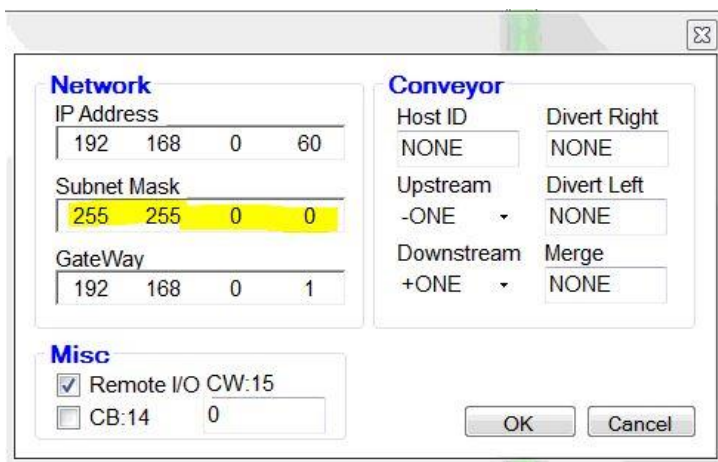 Network
IP Address
192 168 0 60
Subnet Mask
255 255 0 0
GateWay
192 168 0 1
Conveyor
Host ID Divert Right
NONE NONE
Upstream Divert Left
-ONE NONE
Downstream Merge
+ONE NONE
Misc
Remote I/O CW:15
CB:14 0
OK Cancel